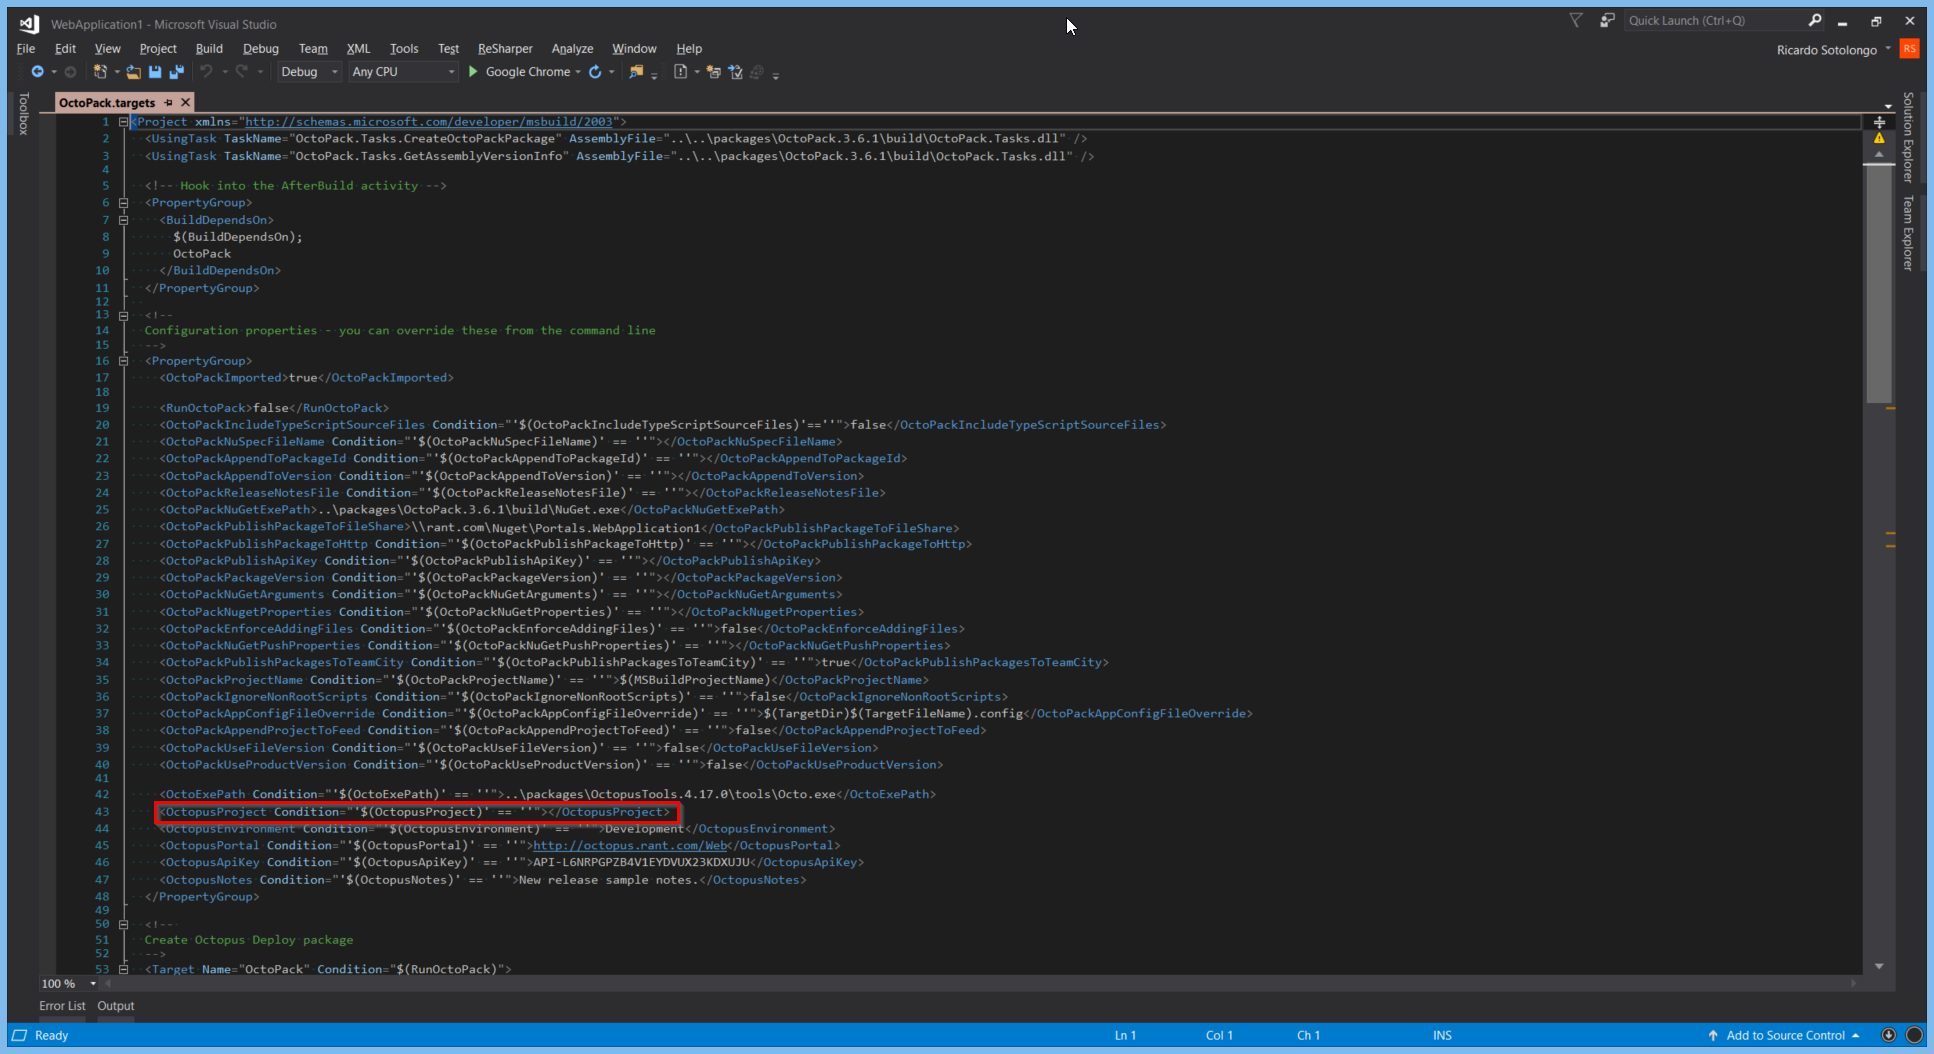 WebApplication1 - Microsoft Visual Studio
Quick Launch (Ctrl+Q)
File Edit View Project Build Debug Team XML Tools Test ReSharper Analyze Window Help
Ricardo Sotolongo RS
Debug Any CPU Google Chrome
Toolbox
Solution Explorer
Team Explorer
OctoPack.targets
1 <Project xmlns="http://schemas.microsoft.com/developer/msbuild/2003">
2 <UsingTask TaskName="OctoPack.Tasks.CreateOctoPackPackage" AssemblyFile="..\..\packages\OctoPack.3.6.1\build\OctoPack.Tasks.dll" />
3 <UsingTask TaskName="OctoPack.Tasks.GetAssemblyVersionInfo" AssemblyFile="..\..\packages\OctoPack.3.6.1\build\OctoPack.Tasks.dll" />
4
5 <!-- Hook into the AfterBuild activity -->
6 <PropertyGroup>
7 <BuildDependsOn>
8 $(BuildDependsOn);
9 OctoPack
10 </BuildDependsOn>
11 </PropertyGroup>
12
13 <!--
14 Configuration properties - you can override these from the command line
15 -->
16 <PropertyGroup>
17 <OctoPackImported>true</OctoPackImported>
18
19 <RunOctoPack>false</RunOctoPack>
20 <OctoPackIncludeTypeScriptSourceFiles Condition="'$(OctoPackIncludeTypeScriptSourceFiles)'==''">false</OctoPackIncludeTypeScriptSourceFiles>
21 <OctoPackNuSpecFileName Condition="'$(OctoPackNuSpecFileName)' == ''"></OctoPackNuSpecFileName>
22 <OctoPackAppendToPackageId Condition="'$(OctoPackAppendToPackageId)' == ''"></OctoPackAppendToPackageId>
23 <OctoPackAppendToVersion Condition="'$(OctoPackAppendToVersion)' == ''"></OctoPackAppendToVersion>
24 <OctoPackReleaseNotesFile Condition="'$(OctoPackReleaseNotesFile)' == ''"></OctoPackReleaseNotesFile>
25 <OctoPackNuGetExePath>..\packages\OctoPack.3.6.1\build\NuGet.exe</OctoPackNuGetExePath>
26 <OctoPackPublishPackageToFileShare>\\rant.com\Nuget\Portals.WebApplication1</OctoPackPublishPackageToFileShare>
27 <OctoPackPublishPackageToHttp Condition="'$(OctoPackPublishPackageToHttp)' == ''"></OctoPackPublishPackageToHttp>
28 <OctoPackPublishApiKey Condition="'$(OctoPackPublishApiKey)' == ''"></OctoPackPublishApiKey>
29 <OctoPackPackageVersion Condition="'$(OctoPackPackageVersion)' == ''"></OctoPackPackageVersion>
30 <OctoPackNuGetArguments Condition="'$(OctoPackNuGetArguments)' == ''"></OctoPackNuGetArguments>
31 <OctoPackNugetProperties Condition="'$(OctoPackNuGetProperties)' == ''"></OctoPackNugetProperties>
32 <OctoPackEnforceAddingFiles Condition="'$(OctoPackEnforceAddingFiles)' == ''">false</OctoPackEnforceAddingFiles>
33 <OctoPackNuGetPushProperties Condition="'$(OctoPackNuGetPushProperties)' == ''"></OctoPackNuGetPushProperties>
34 <OctoPackPublishPackagesToTeamCity Condition="'$(OctoPackPublishPackagesToTeamCity)' == ''">true</OctoPackPublishPackagesToTeamCity>
35 <OctoPackProjectName Condition="'$(OctoPackProjectName)' == ''">$(MSBuildProjectName)</OctoPackProjectName>
36 <OctoPackIgnoreNonRootScripts Condition="'$(OctoPackIgnoreNonRootScripts)' == ''">false</OctoPackIgnoreNonRootScripts>
37 <OctoPackAppConfigFileOverride Condition="'$(OctoPackAppConfigFileOverride)' == ''">$(TargetDir)$(TargetFileName).config</OctoPackAppConfigFileOverride>
38 <OctoPackAppendProjectToFeed Condition="'$(OctoPackAppendProjectToFeed)' == ''">false</OctoPackAppendProjectToFeed>
39 <OctoPackUseFileVersion Condition="'$(OctoPackUseFileVersion)' == ''">false</OctoPackUseFileVersion>
40 <OctoPackUseProductVersion Condition="'$(OctoPackUseProductVersion)' == ''">false</OctoPackUseProductVersion>
41
42 <OctoExePath Condition="'$(OctoExePath)' == ''">..\packages\OctopusTools.4.17.0\tools\Octo.exe</OctoExePath>
43 <OctopusProject Condition="'$(OctopusProject)' == ''"></OctopusProject>
44 <OctopusEnvironment Condition="'$(OctopusEnvironment)' == ''">Development</OctopusEnvironment>
45 <OctopusPortal Condition="'$(OctopusPortal)' == ''">http://octopus.rant.com/Web</OctopusPortal>
46 <OctopusApiKey Condition="'$(OctopusApiKey)' == ''">API-L6NRPGPZB4V1EYDVUX23KDXUJU</OctopusApiKey>
47 <OctopusNotes Condition="'$(OctopusNotes)' == ''">New release sample notes.</OctopusNotes>
48 </PropertyGroup>
49
50 <!--
51 Create Octopus Deploy package
52 -->
53 <Target Name="OctoPack" Condition="$(RunOctoPack)">
100 %
Error List Output
Ready Ln 1 Col 1 Ch 1 INS Add to Source Control